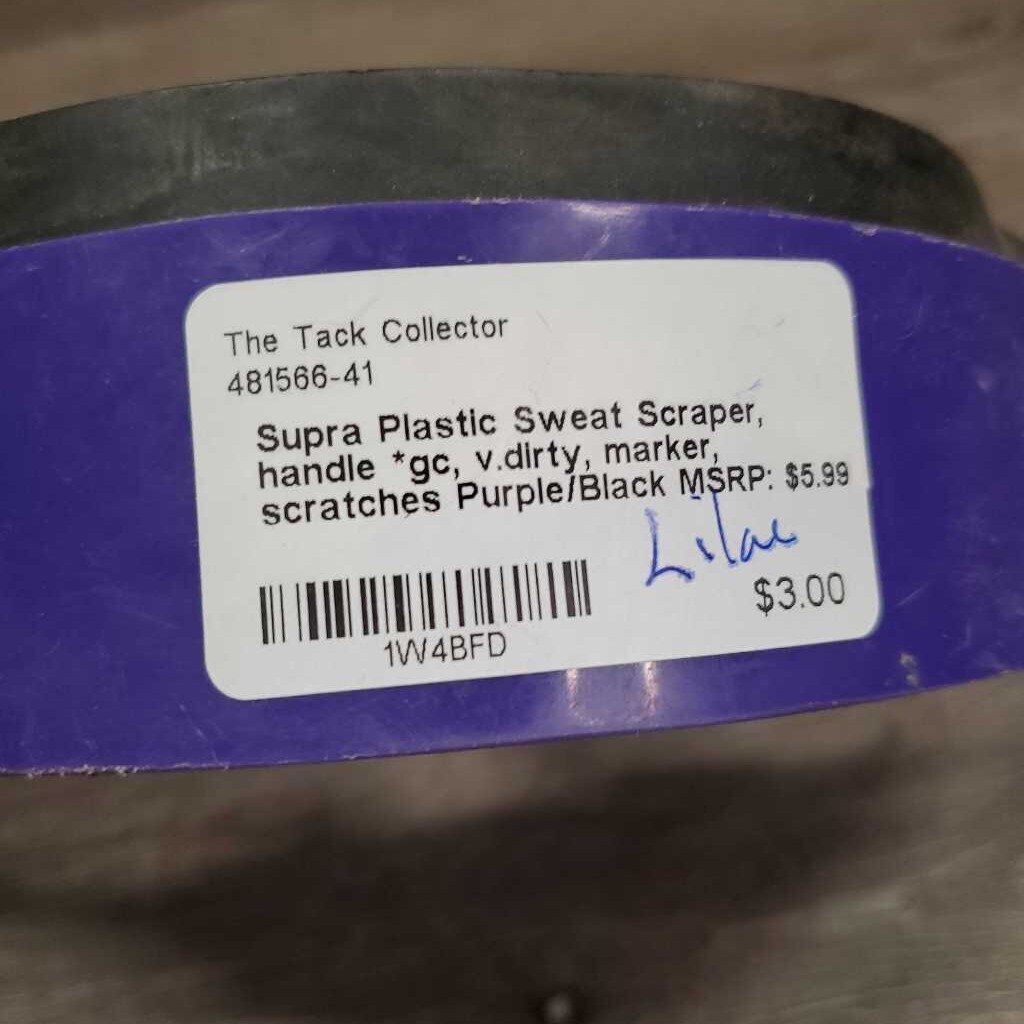 The Tack Collector
481566-41
Supra Plastic Sweat Scraper,
handle *gc, v.dirty, marker,
scratches Purple/Black MSRP: $5.99
Lilac
$3.00
1W4BFD